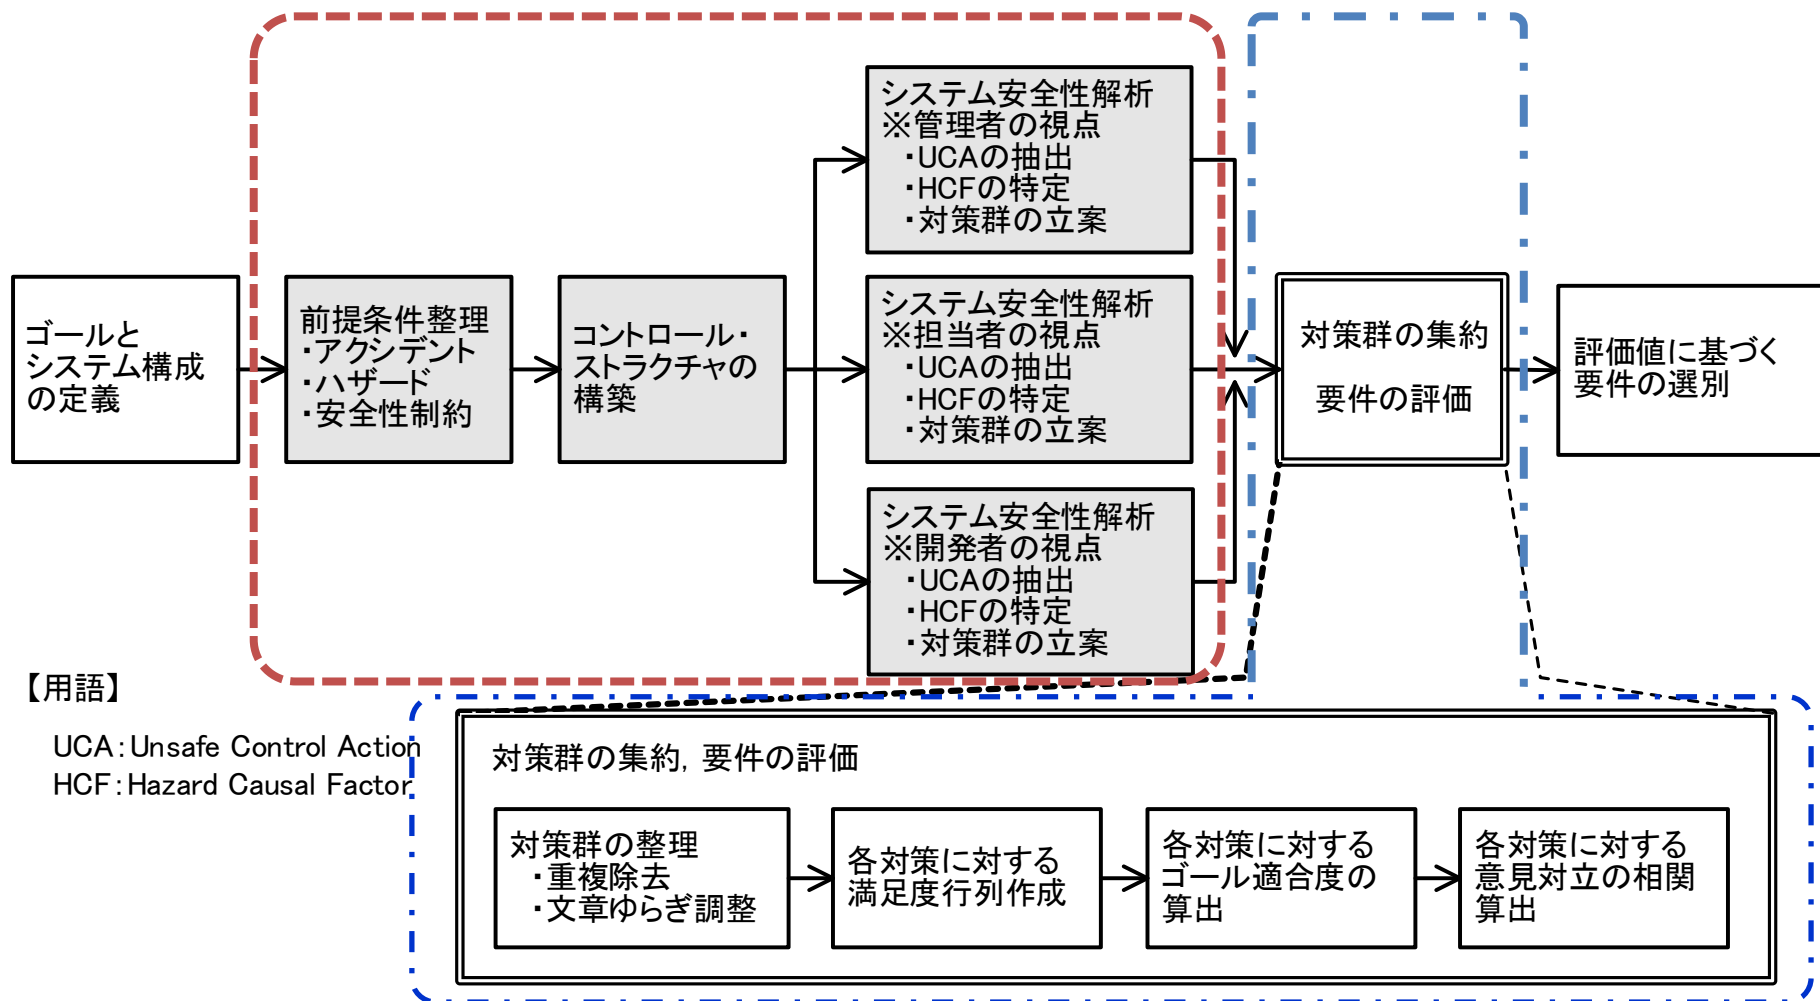 ゴールと
システム構成
の定義
前提条件整理
・アクシデント
・ハザード
・安全性制約
コントロール・
ストラクチャの
構築
システム安全性解析
※管理者の視点
・UCAの抽出
・HCFの特定
・対策群の立案
システム安全性解析
※担当者の視点
・UCAの抽出
・HCFの特定
・対策群の立案
システム安全性解析
※開発者の視点
・UCAの抽出
・HCFの特定
・対策群の立案
対策群の集約
要件の評価
評価値に基づく
要件の選別
【用語】
UCA：Unsafe Control Action
HCF：Hazard Causal Factor
対策群の集約，要件の評価
対策群の整理
・重複除去
・文章ゆらぎ調整
各対策に対する
満足度行列作成
各対策に対する
ゴール適合度の
算出
各対策に対する
意見対立の相関
算出